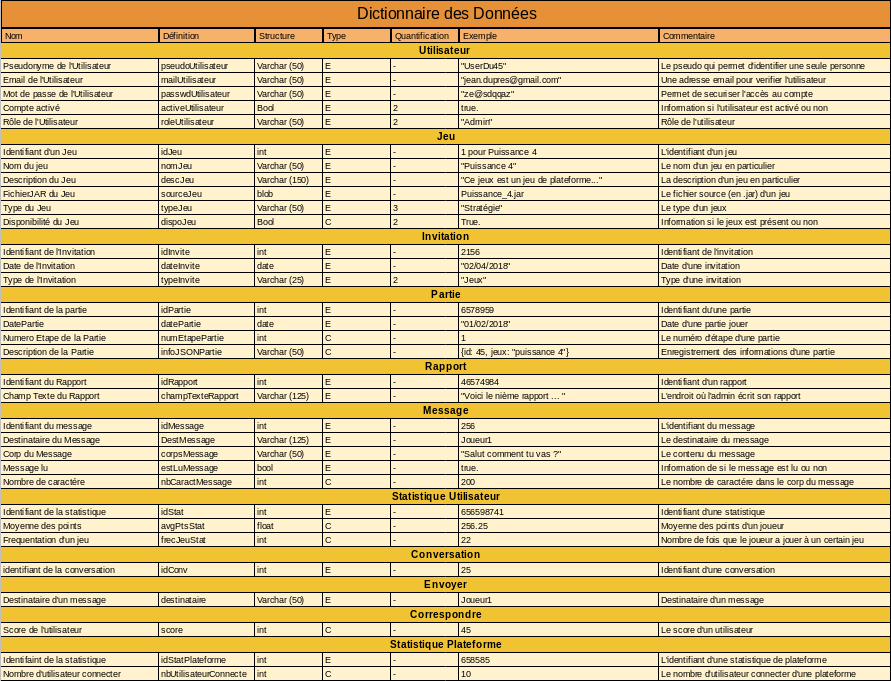 Dictionnaire des Données
Nom Définition Structure Type Quantification Exemple Commentaire
Utilisateur
Pseudonyme de l'Utilisateur pseudoUtilisateur Varchar (50) E - "UserDu45" Le pseudo qui permet d'identifier une seule personne
Email de l'Utilisateur mailUtilisateur Varchar (50) E - "jean.dupres@gmail.com" Une adresse email pour verifier l'utilisateur
Mot de passe de l'Utilisateur passwdUtilisateur Varchar (50) E - "ze@sdqqaz" Permet de securiser l'accès au compte
Compte activé activeUtilisateur Bool E 2 true. Information si l'utilisateur est activé ou non
Rôle de l'Utilisateur roleUtilisateur Varchar (50) E 2 "Admin" Rôle de l'utilisateur
Jeu
Identifiant d'un Jeu idJeu int E - 1 pour Puissance 4 L'identifiant d'un jeu
Nom du jeu nomJeu Varchar (50) E - "Puissance 4" Le nom d'un jeu en particulier
Description du Jeu descJeu Varchar (150) E - "Ce jeux est un jeu de plateforme..." La description d'un jeu en particulier
FichierJAR du Jeu sourceJeu blob E - Puissance_4.jar Le fichier source (en .jar) d'un jeu
Type du Jeu typeJeu Varchar (50) E 3 "Stratégie" Le type d'un jeux
Disponibilité du Jeu dispoJeu Bool C 2 True. Information si le jeux est présent ou non
Invitation
Identifiant de l'Invitation idInvite int E - 2156 Identifiant de l'invitation
Date de l'Invitation dateInvite date E - "02/04/2018" Date d'une invitation
Type de l'Invitation typeInvite Varchar (25) E 2 "Jeux" Type d'une invitation
Partie
Identifiant de la partie idPartie int E - 6578959 Identifiant du'une partie
DatePartie datePartie date E - "01/02/2018" Date d'une partie jouer
Numero Etape de la Partie numEtapePartie int C - 1 Le numéro d'étape d'une partie
Description de la Partie infoJSONPartie Varchar (50) C - {id: 45, jeux: "puissance 4"} Enregistrement des informations d'une partie
Rapport
Identifiant du Rapport idRapport int E - 46574984 Identifiant d'un rapport
Champ Texte du Rapport champTexteRapport Varchar (125) E - "Voici le nième rapport … " L'endroit où l'admin écrit son rapport
Message
Identifiant du message idMessage int E - 256 L'identifiant du message
Destinataire du Message DestMessage Varchar (125) E - Joueur1 Le destinataire du message
Corp du Message corpsMessage Varchar (50) E - "Salut comment tu vas ?" Le contenu du message
Message lu estLuMessage bool E - true. Information de si le message est lu ou non
Nombre de caractére nbCaractMessage int C - 200 Le nombre de caractére dans le corp du message
Statistique Utilisateur
Identifiant de la statistique idStat int E - 656598741 Identifiant d'une statistique
Moyenne des points avgPtsStat float C - 256.25 Moyenne des points d'un joueur
Frequentation d'un jeu frecJeuStat int C - 22 Nombre de fois que le joueur a jouer à un certain jeu
Conversation
identifiant de la conversation idConv int E - 25 Identifiant d'une conversation
Envoyer
Destinataire d'un message destinataire Varchar (50) E - Joueur1 Destinataire d'un message
Correspondre
Score de l'utilisateur score int C - 45 Le score d'un utilisateur
Statistique Plateforme
Identifaint de la statistique idStatPlateforme int E - 658585 L'identifiant d'une statistique de plateforme
Nombre d'utilisateur connecter nbUtilisateurConnecte int C - 10 Le nombre d'utilisateur connecter d'une plateforme